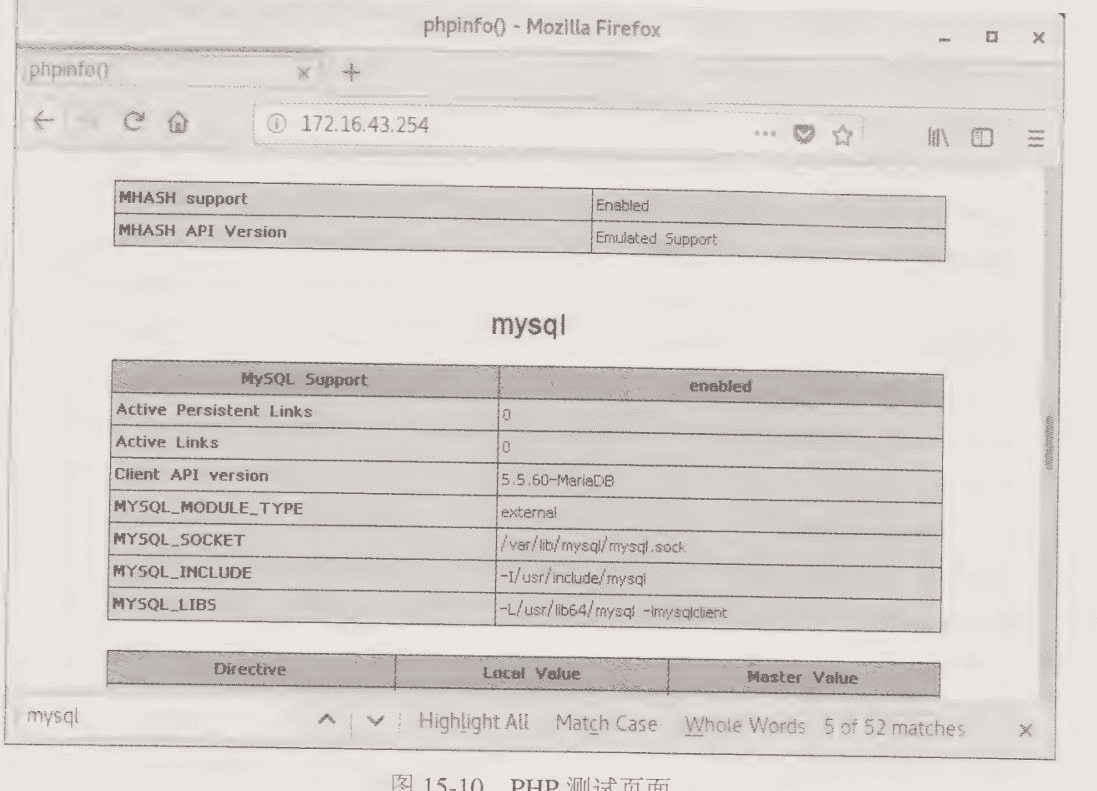 phpinfo() - Mozilla Firefox
phpinfo()
172.16.43.254
MHASH support Enabled
MHASH API Version Emulated Support
mysql
MySQL Support enabled
Active Persistent Links 0
Active Links 0
Client API version 5.5.60-MariaDB
MYSQL_MODULE_TYPE external
MYSQL_SOCKET /var/lib/mysql/mysql.sock
MYSQL_INCLUDE -I/usr/include/mysql
MYSQL_LIBS -L/usr/lib64/mysql -lmysqlclient
Directive Local Value Master Value
mysql Highlight All Match Case Whole Words 5 of 52 matches
图 15-10 PHP 测试页面